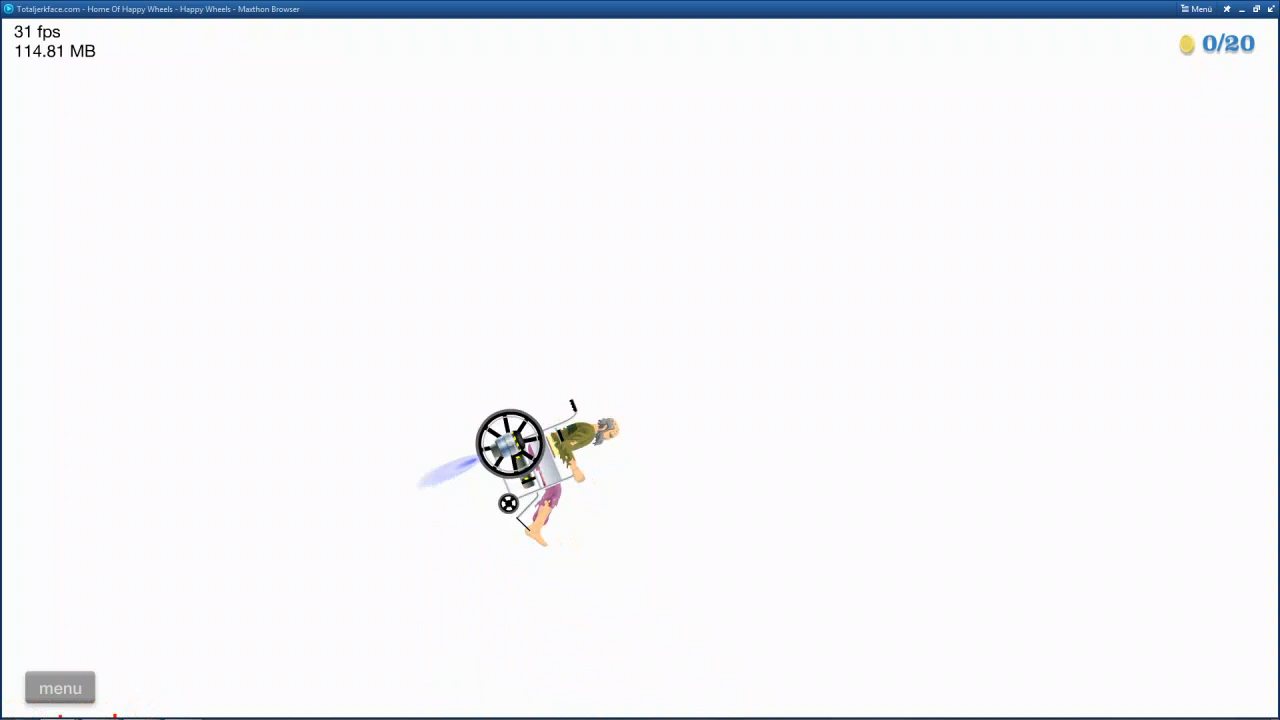 Totaljerkface.com - Home Of Happy Wheels - Happy Wheels - Maxthon Browser
Menü
31 fps
114.81 MB
0/20
menu